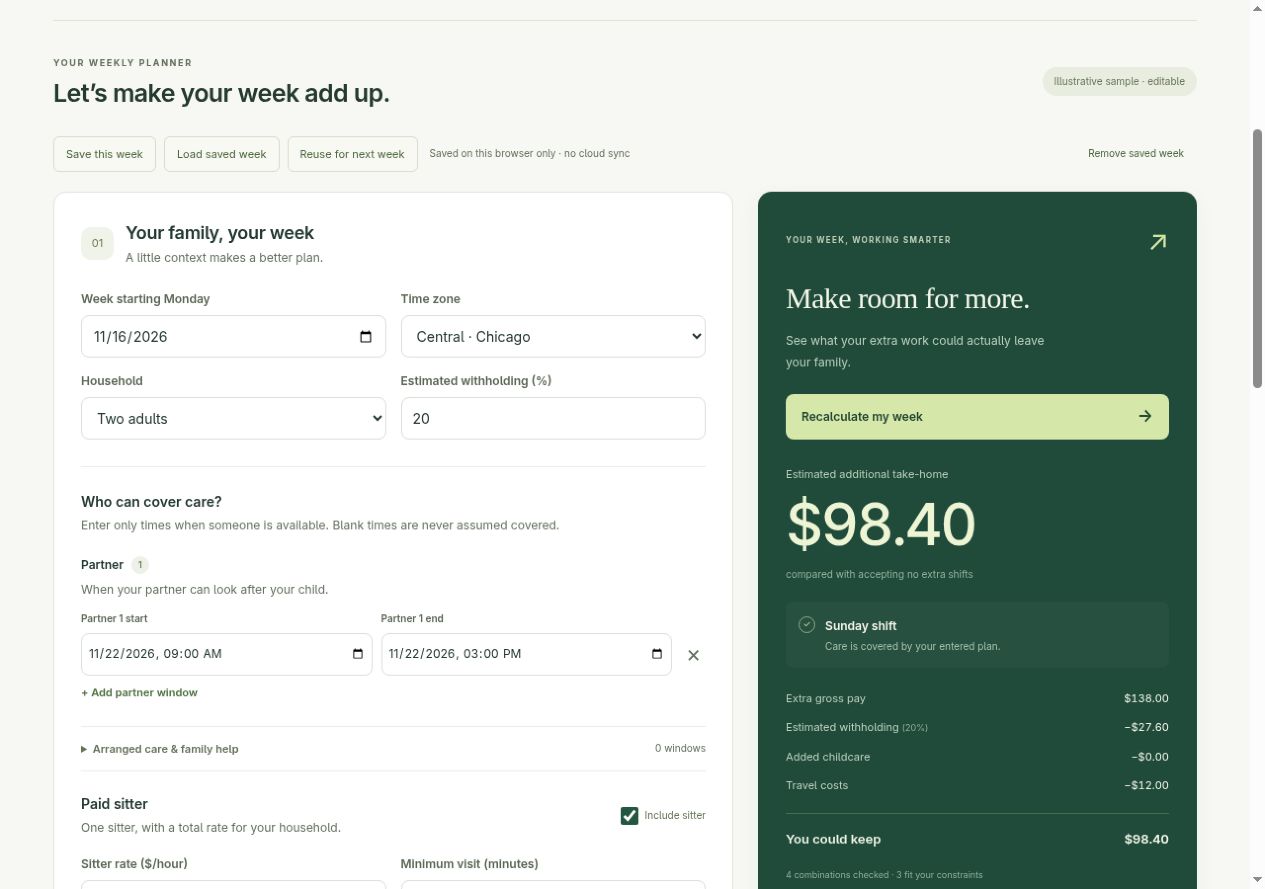 YOUR WEEKLY PLANNER
Let’s make your week add up.
Illustrative sample · editable
Save this week
Load saved week
Reuse for next week
Saved on this browser only · no cloud sync
Remove saved week
01
Your family, your week
A little context makes a better plan.
Week starting Monday
Time zone
11/16/2026
Central · Chicago
Household
Estimated withholding (%)
Two adults
20
Who can cover care?
Enter only times when someone is available. Blank times are never assumed covered.
Partner 1
When your partner can look after your child.
Partner 1 start
Partner 1 end
11/22/2026, 09:00 AM
11/22/2026, 03:00 PM
+ Add partner window
Arranged care & family help
0 windows
Paid sitter
One sitter, with a total rate for your household.
Include sitter
Sitter rate ($/hour)
Minimum visit (minutes)
YOUR WEEK, WORKING SMARTER
Make room for more.
See what your extra work could actually leave
your family.
Recalculate my week
Estimated additional take-home
$98.40
compared with accepting no extra shifts
Sunday shift
Care is covered by your entered plan.
Extra gross pay $138.00
Estimated withholding (20%) −$27.60
Added childcare −$0.00
Travel costs −$12.00
You could keep $98.40
4 combinations checked · 3 fit your constraints